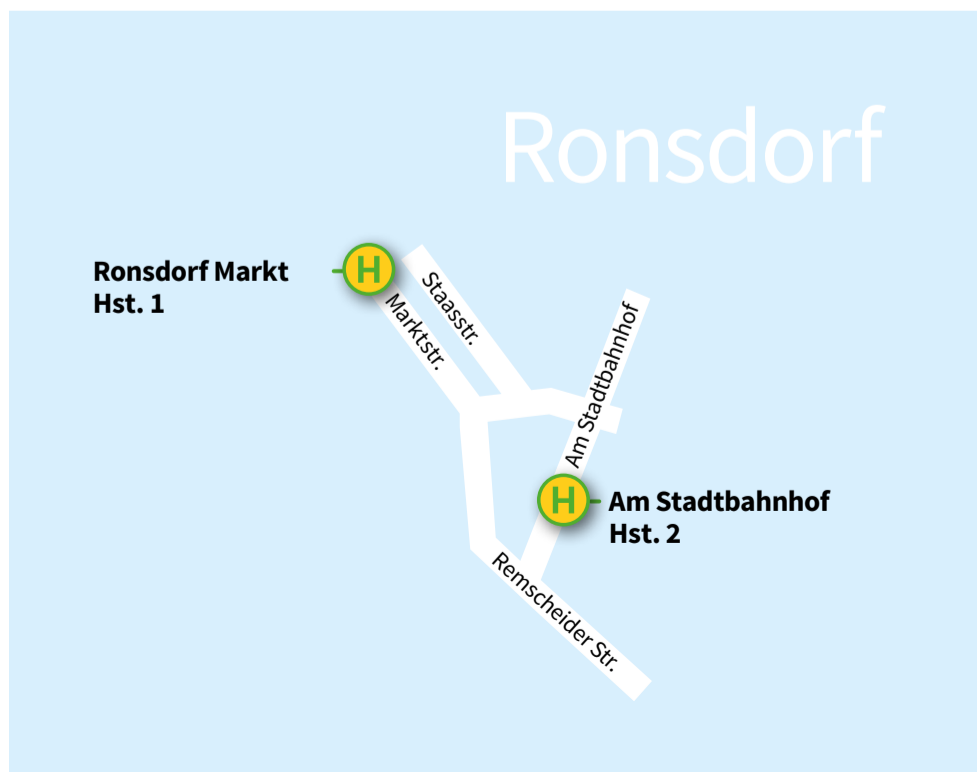 Ronsdorf
Ronsdorf Markt
Hst. 1
H
Staasstr.
Marktstr.
Am Stadtbahnhof
H
Am Stadtbahnhof
Hst. 2
Remscheider Str.